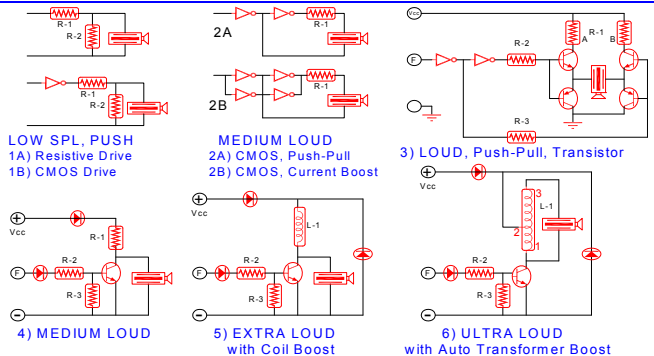 R-1
R-2
R-1
R-2
LOW SPL, PUSH
1A) Resistive Drive
1B) CMOS Drive
2A
R-1
2B
R-1
MEDIUM LOUD
2A) CMOS, Push-Pull
2B) CMOS, Current Boost
Vcc
R-1
A
B
F
R-2
R-3
3) LOUD, Push-Pull, Transistor
+
Vcc
R-1
F
R-2
R-3
−
4) MEDIUM LOUD
+
Vcc
L-1
F
R-2
R-3
−
5) EXTRA LOUD
with Coil Boost
+
Vcc
3
L-1
2
1
F
R-2
R-3
−
6) ULTRA LOUD
with Auto Transformer Boost